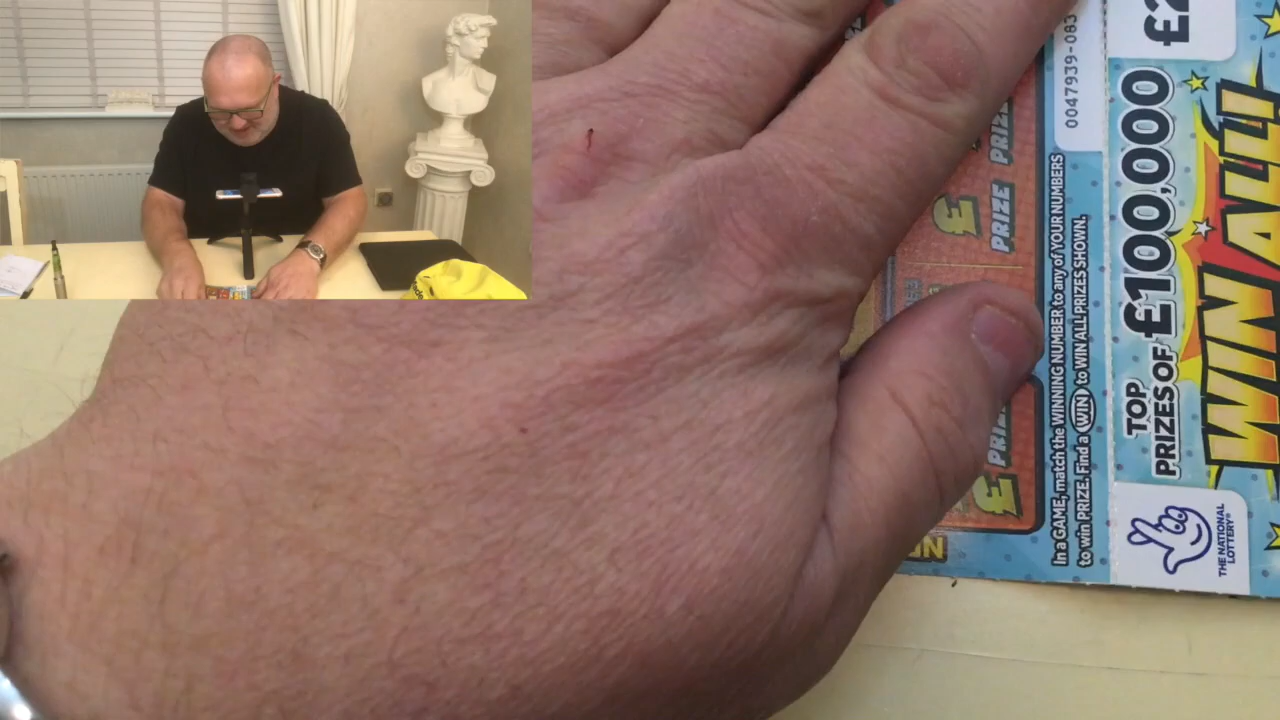 0047939-083
£2
TOP
PRIZES OF £100,000
WIN ALL!
In a GAME, match the WINNING NUMBER to any of YOUR NUMBERS
to win PRIZE. Find a WIN to WIN ALL PRIZES SHOWN.
THE NATIONAL
LOTTERY®
£
PRIZE
PRIZE
£